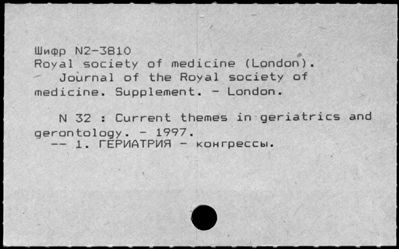 Шифр N2-3810
Royal society of medicine (London).
Journal of the Royal society of
medicine. Supplement. - London.
N 32 : Current themes in geriatrics and
gerontology. - 1997.
-- 1. ГЕРИАТРИЯ - конгрессы.